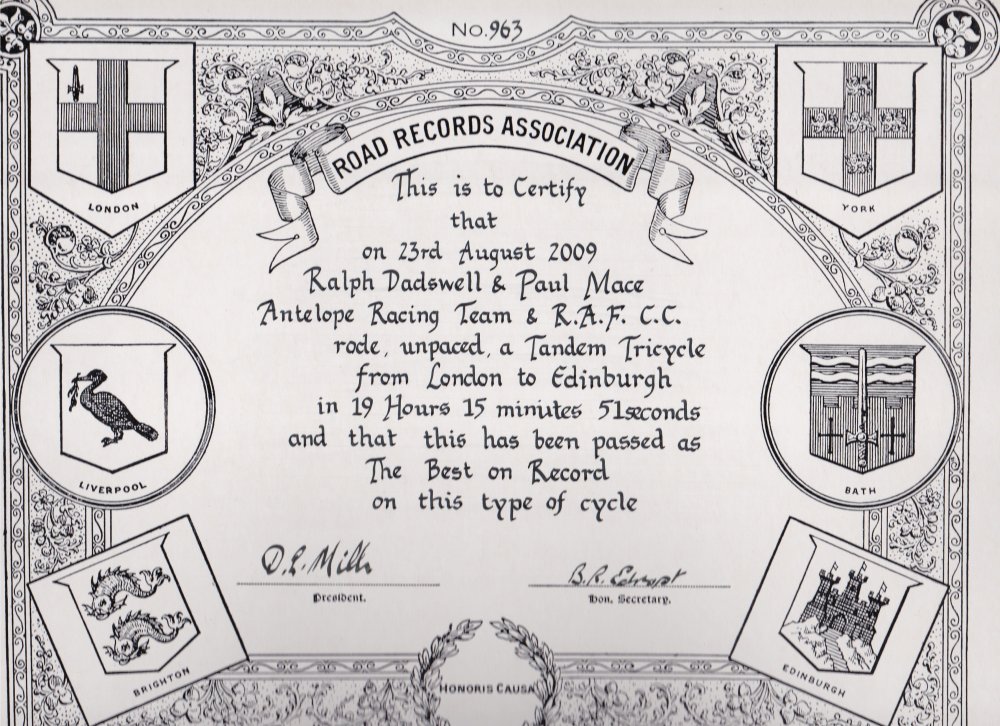 No. 963
ROAD RECORDS ASSOCIATION
LONDON
YORK
This is to Certify
that
on 23rd August 2009
Ralph Dadswell & Paul Mace
Antelope Racing Team & R.A.F. C.C.
rode, unpaced, a Tandem Tricycle
from London to Edinburgh
in 19 Hours 15 minutes 51seconds
and that this has been passed as
The Best on Record
on this type of cycle
LIVERPOOL
BATH
President.
Hon. Secretary.
BRIGHTON
EDINBURGH
HONORIS CAUSA